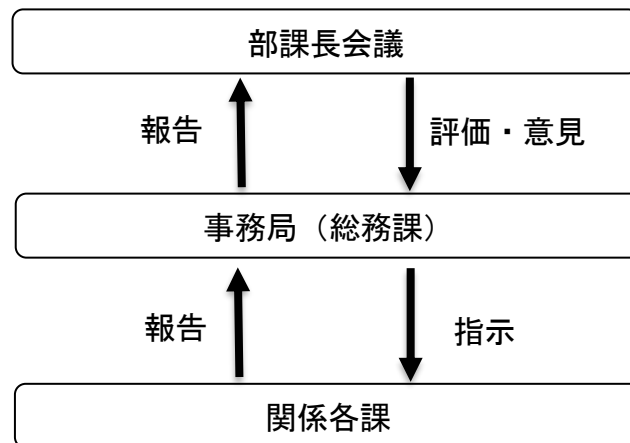 部課長会議
報告
評価・意見
事務局（総務課）
報告
指示
関係各課